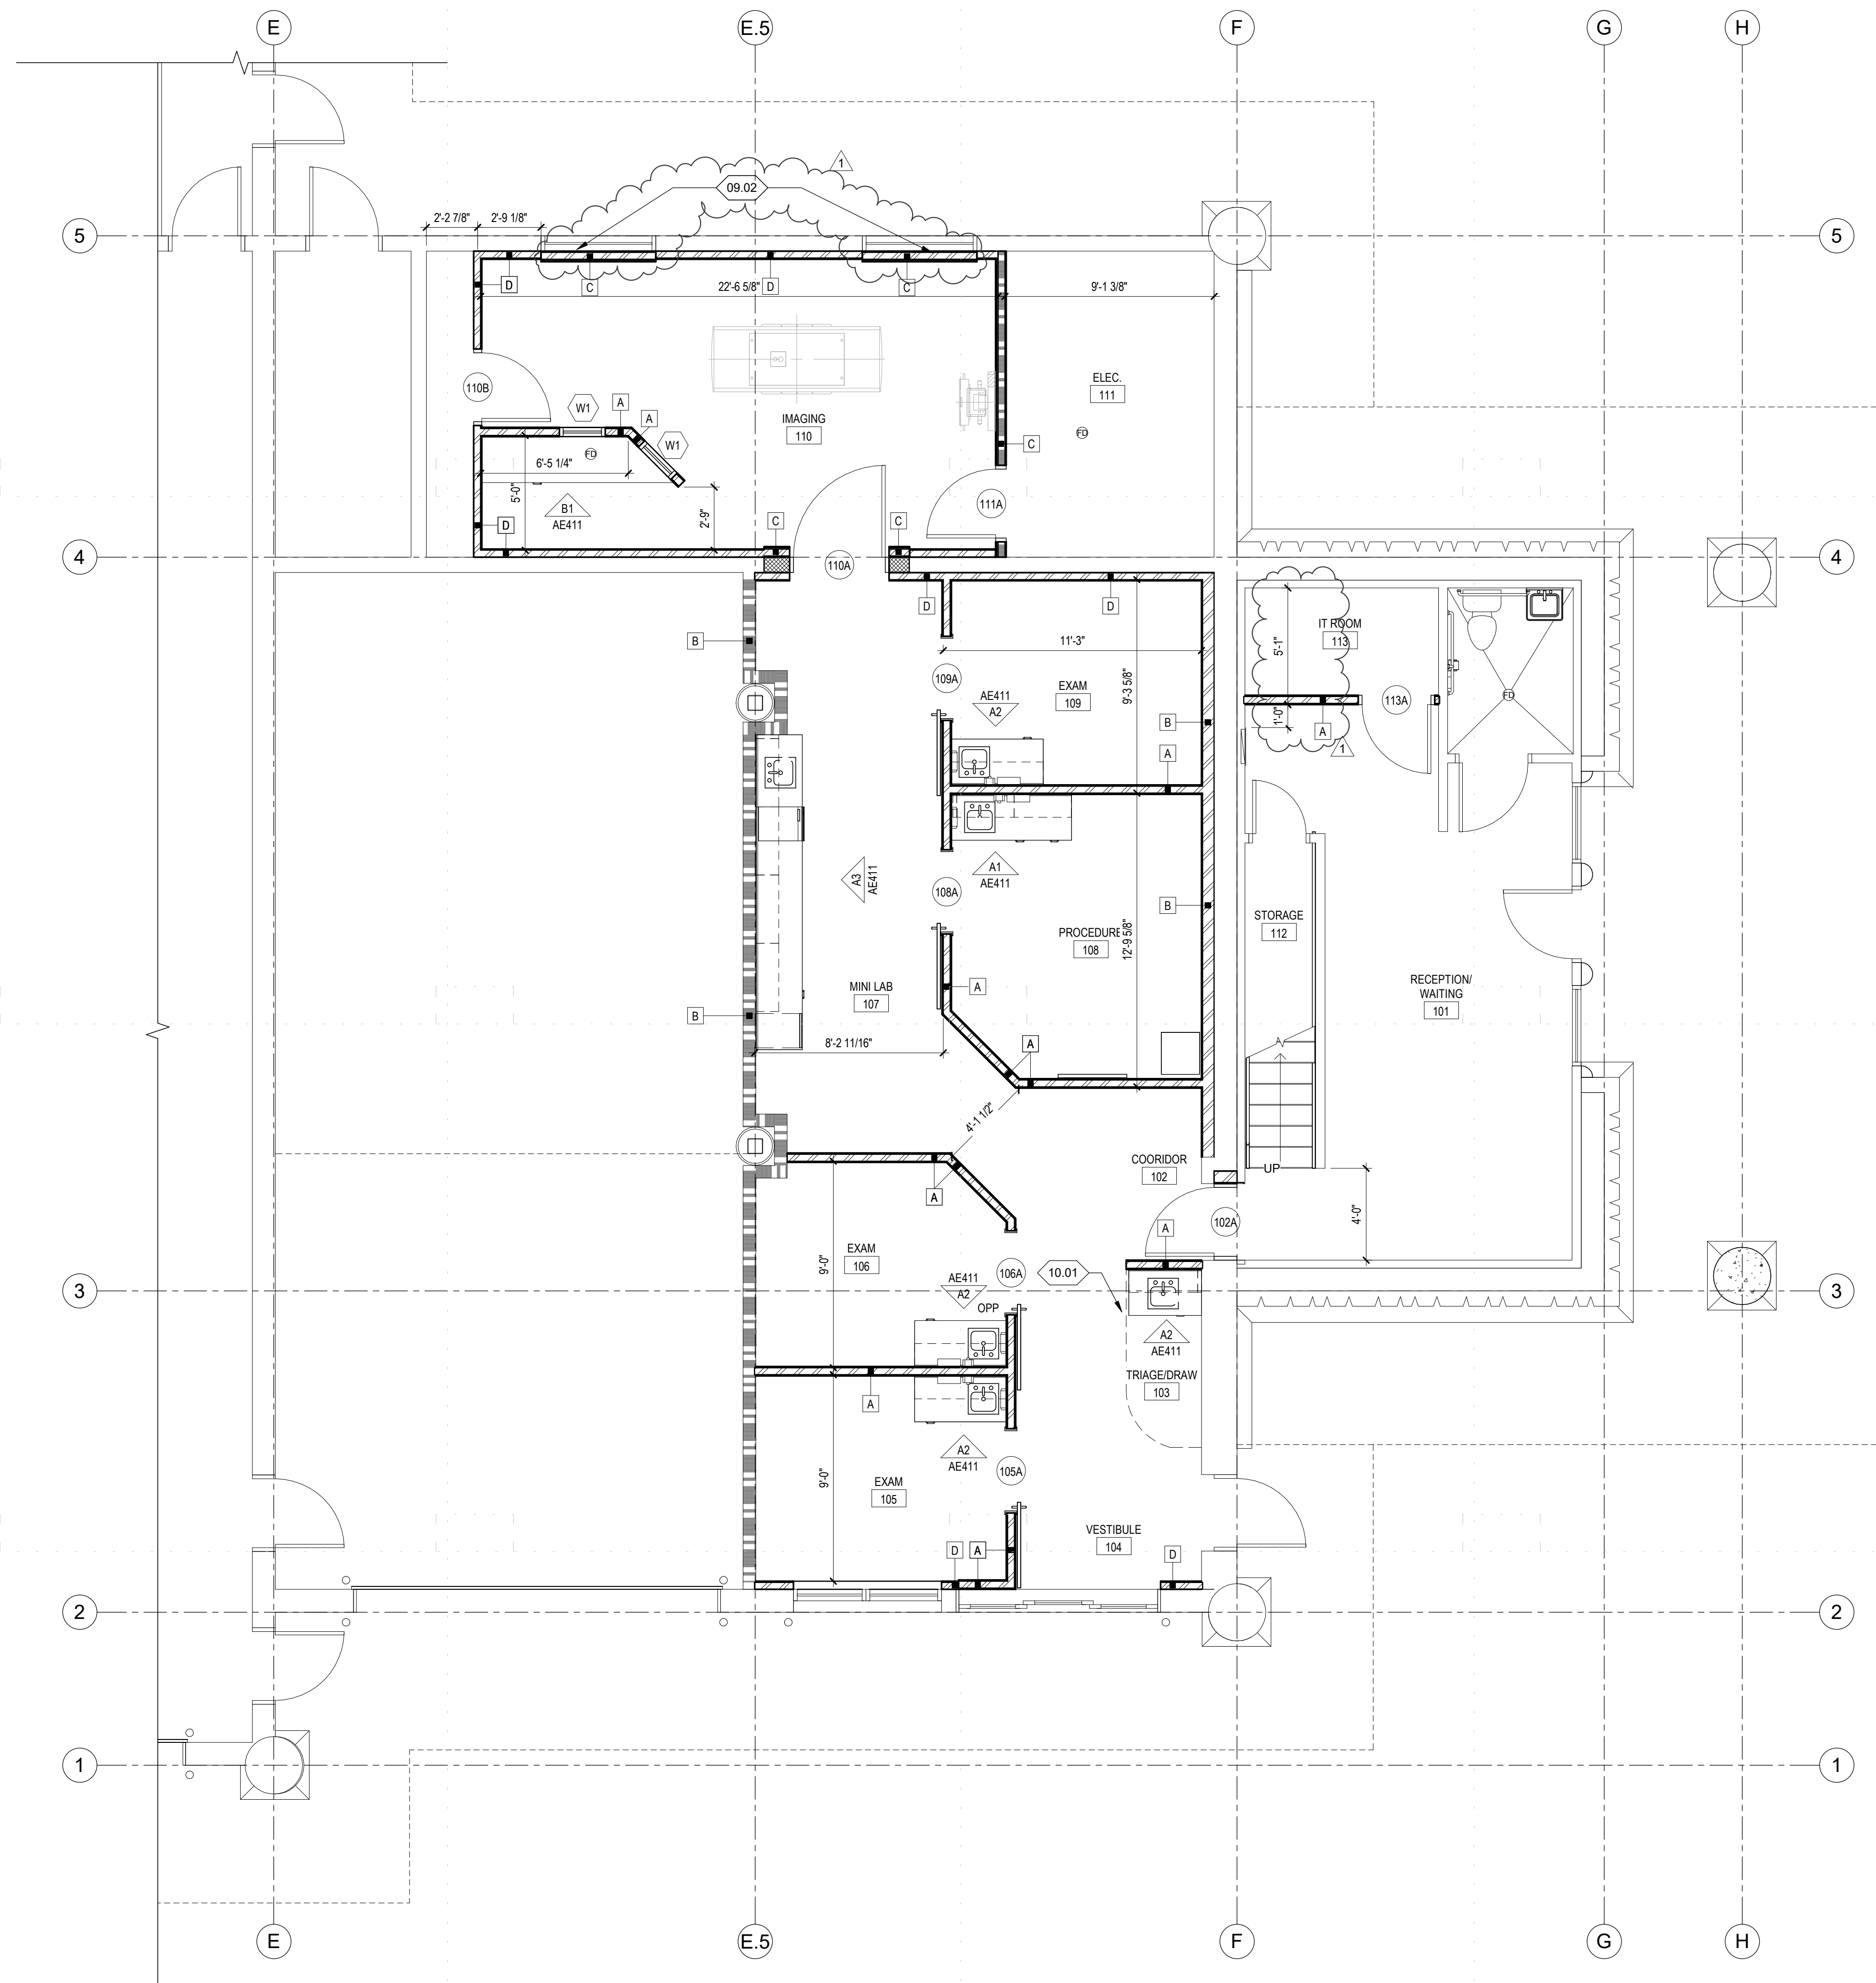 E
E.5
F
G
H
1
09.02
2'-2 7/8"
2'-9 1/8"
5
5
D
C
22'-6 5/8"
D
C
9'-1 3/8"
110B
W1
A
A
W1
IMAGING
110
ELEC.
111
FD
C
FD
6'-5 1/4"
5'-0"
B1
AE411
2'-9"
D
C
C
111A
4
110A
4
D
D
B
11'-3"
IT ROOM
113
5'-1"
109A
AE411
A2
EXAM
109
9'-3 5/8"
B
113A
FD
1'-0"
A
1
A
A3
AE411
A1
AE411
108A
B
STORAGE
112
PROCEDURE
108
12'-9 5/8"
MINI LAB
107
A
RECEPTION/
WAITING
101
B
8'-2 11/16"
A
4'-1 1/2"
COORIDOR
102
UP
A
102A
4'-0"
A
EXAM
106
9'-0"
106A
10.01
AE411
A2
OPP
3
3
A2
AE411
TRIAGE/DRAW
103
A
A2
AE411
105A
EXAM
105
9'-0"
VESTIBULE
104
D
A
D
2
2
1
1
E
E.5
F
G
H